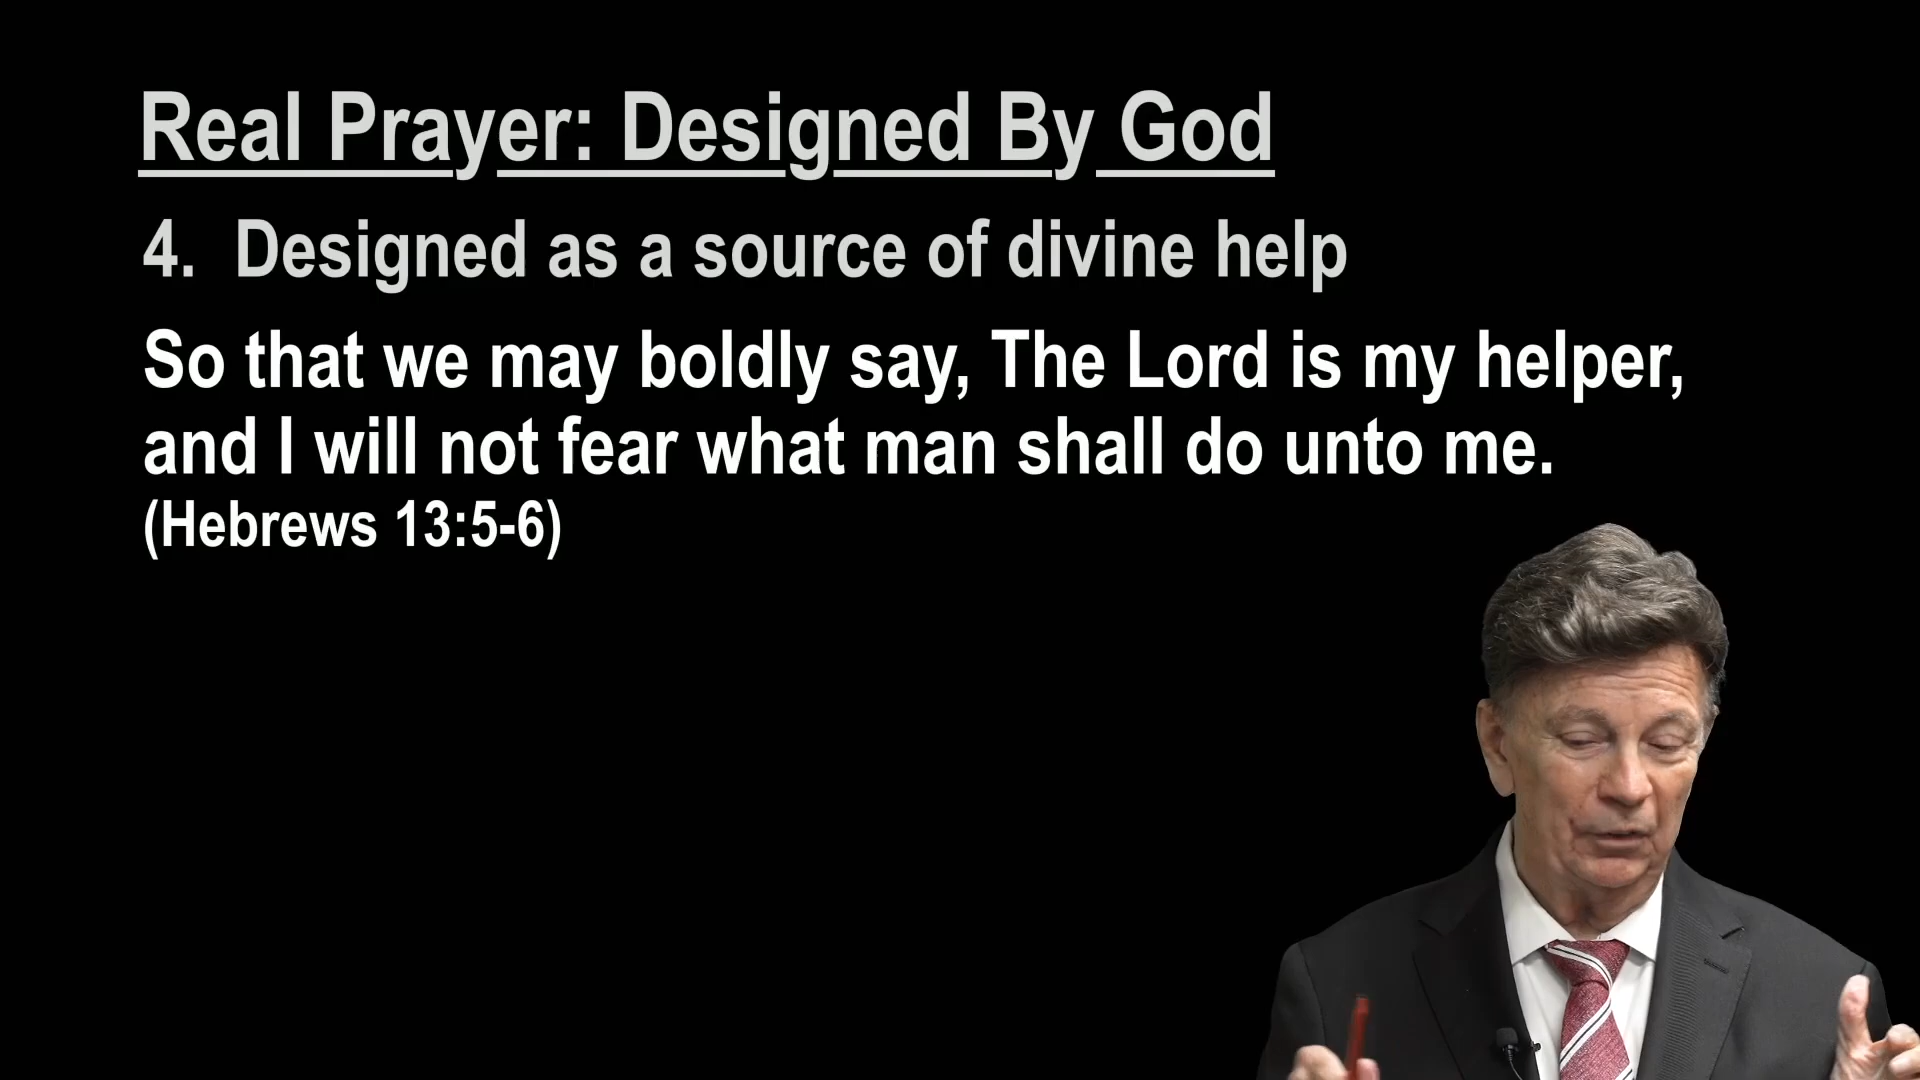 Real Prayer: Designed By God
4. Designed as a source of divine help
So that we may boldly say, The Lord is my helper,
and I will not fear what man shall do unto me.
(Hebrews 13:5-6)